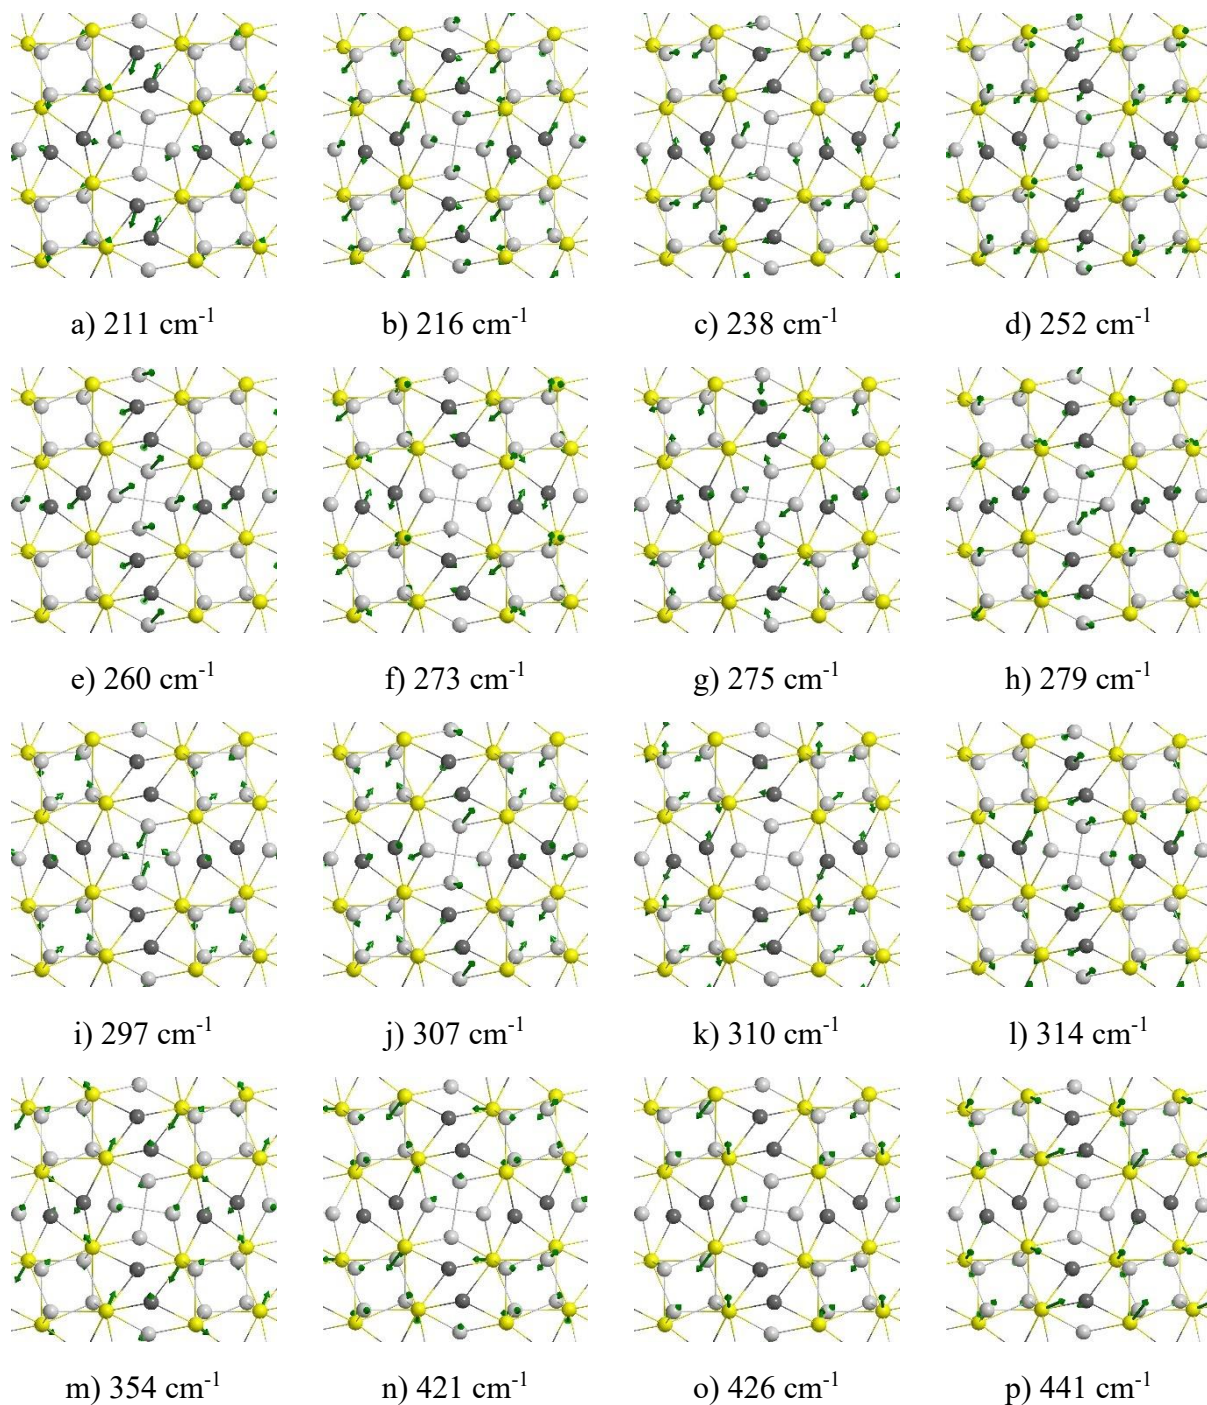 a) 211 cm⁻¹ b) 216 cm⁻¹ c) 238 cm⁻¹ d) 252 cm⁻¹
e) 260 cm⁻¹ f) 273 cm⁻¹ g) 275 cm⁻¹ h) 279 cm⁻¹
i) 297 cm⁻¹ j) 307 cm⁻¹ k) 310 cm⁻¹ l) 314 cm⁻¹
m) 354 cm⁻¹ n) 421 cm⁻¹ o) 426 cm⁻¹ p) 441 cm⁻¹